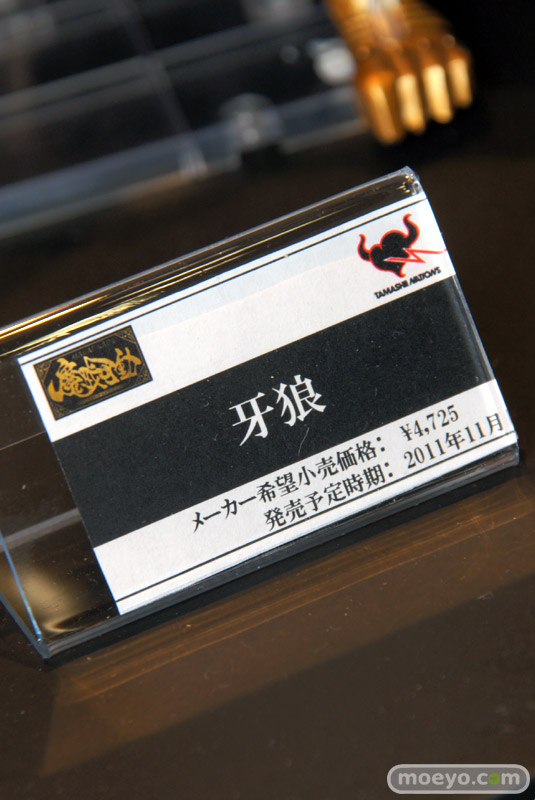 TAMASHII NATIONS
魔戒可動
牙狼
メーカー希望小売価格：¥4,725
発売予定時期：2011年11月
moeyo.com